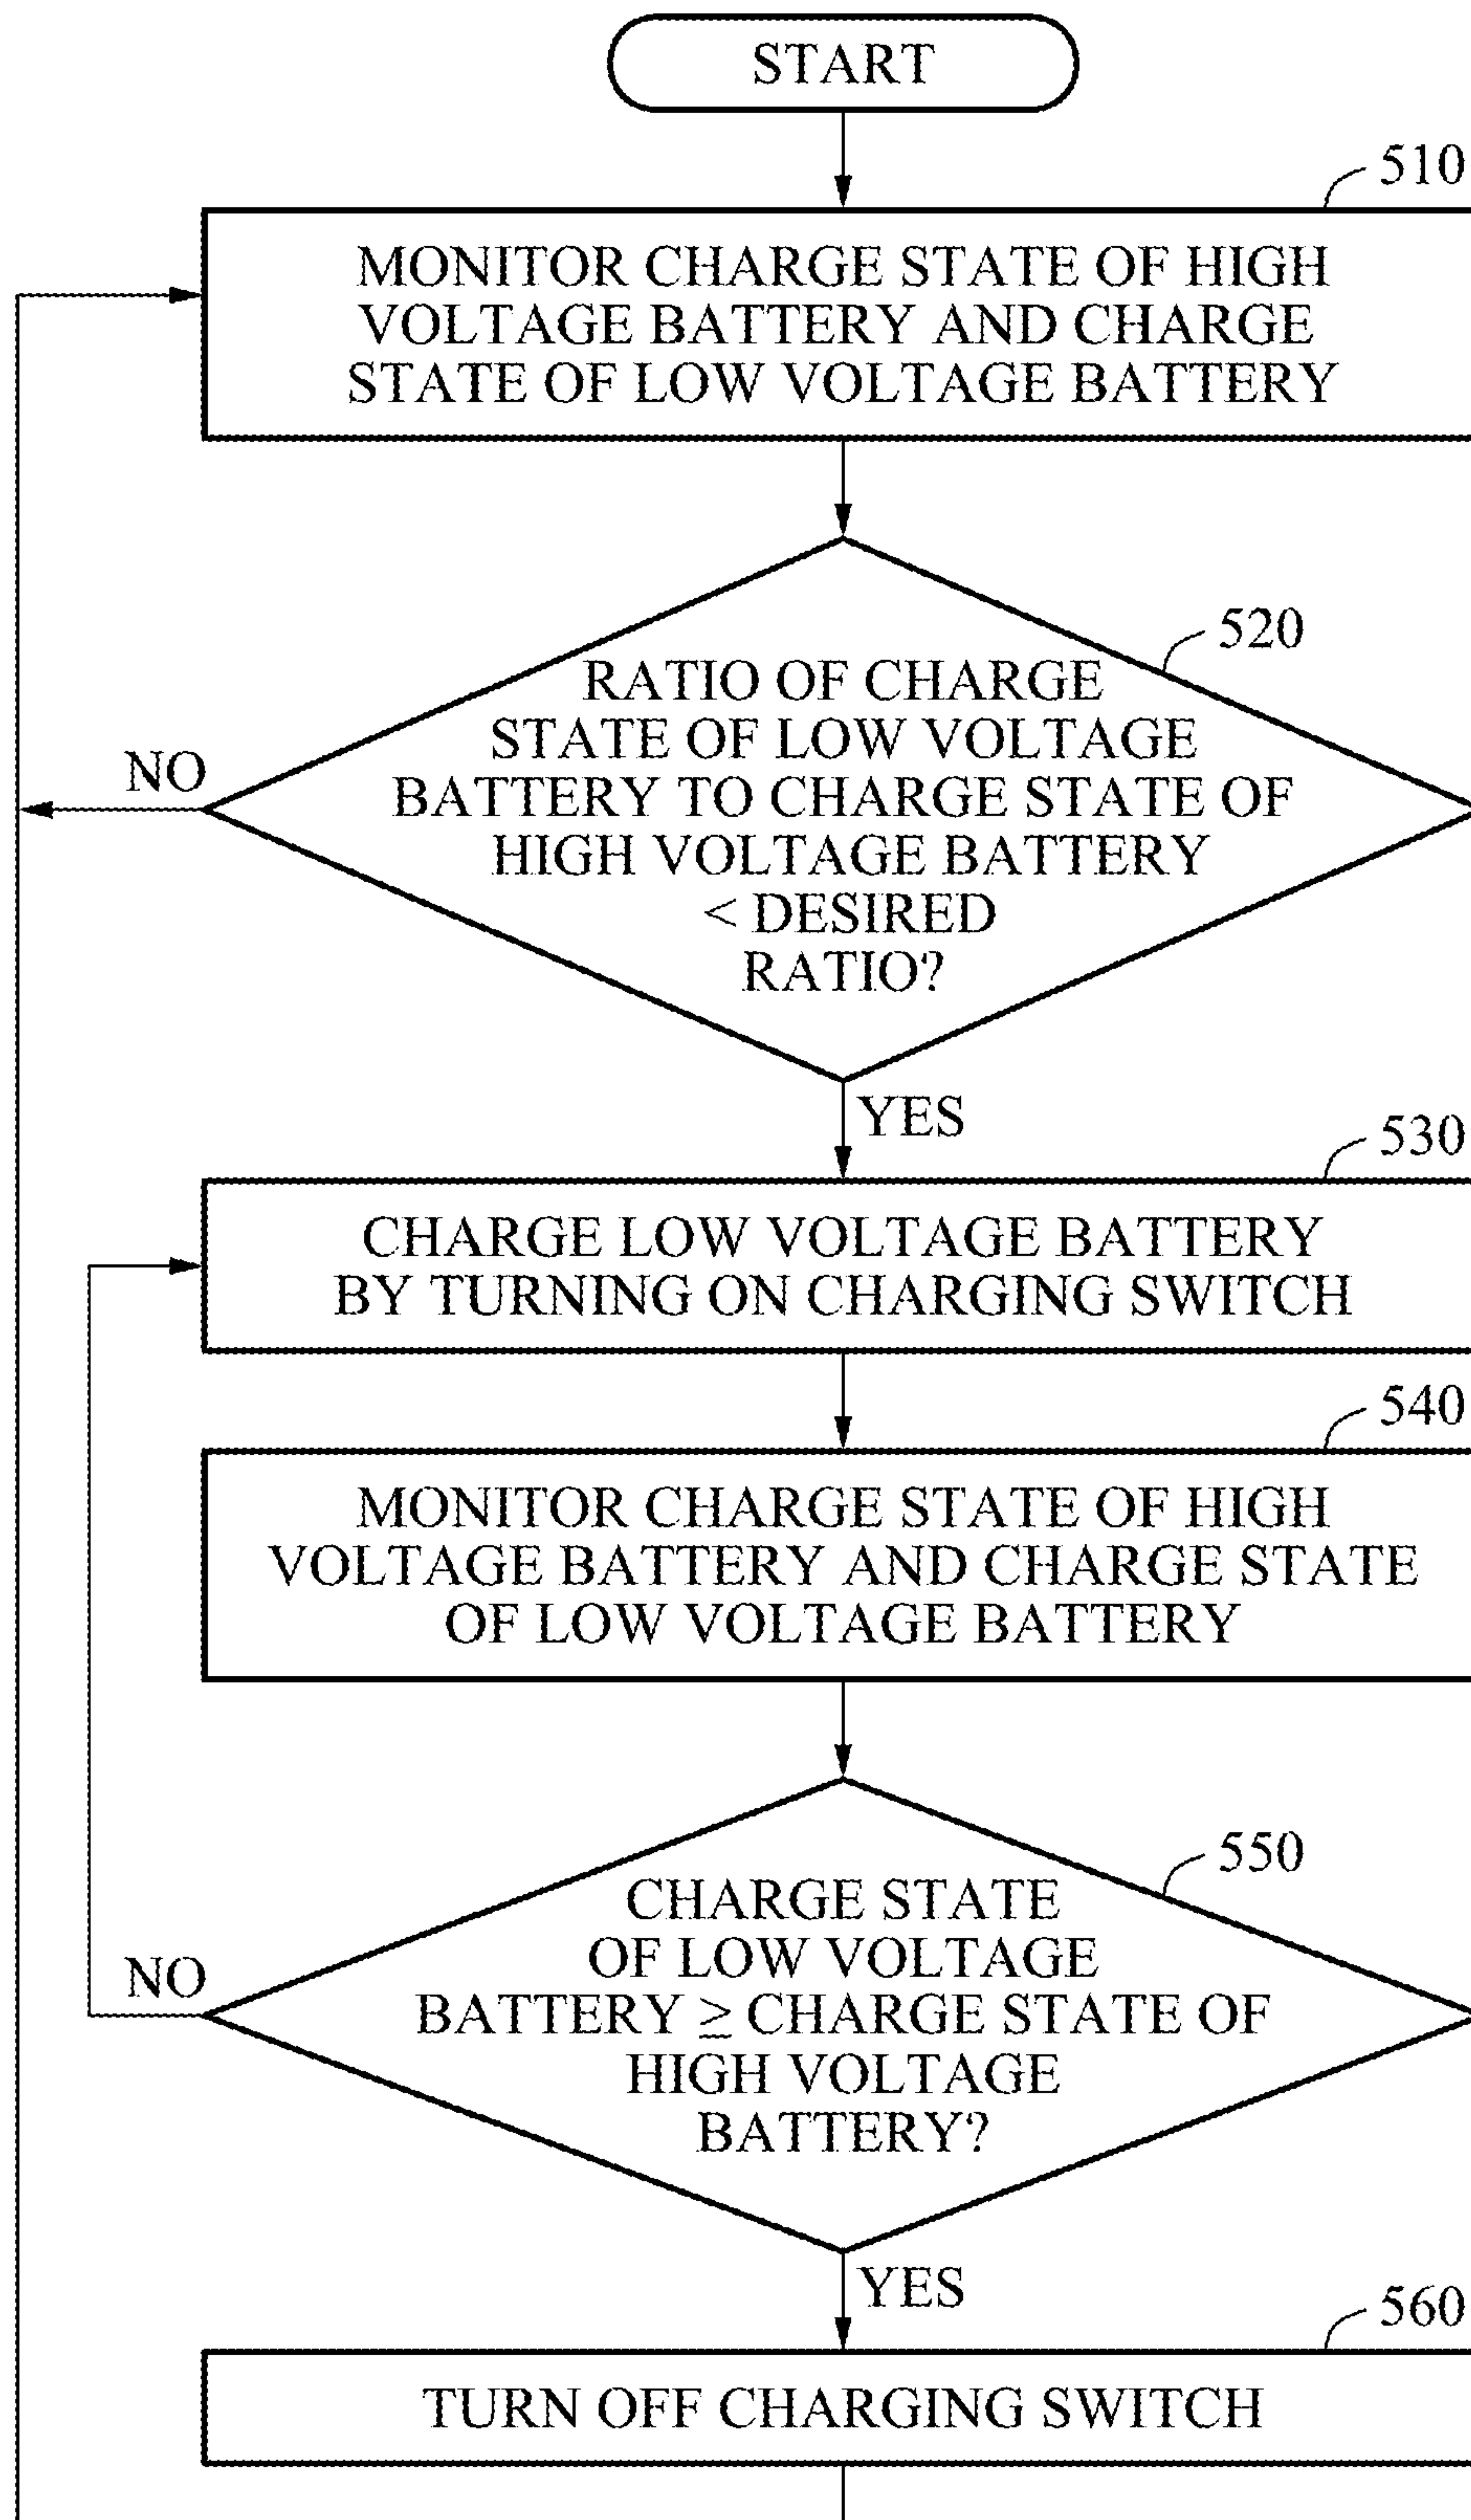 START
510
MONITOR CHARGE STATE OF HIGH
VOLTAGE BATTERY AND CHARGE
STATE OF LOW VOLTAGE BATTERY
520
RATIO OF CHARGE
STATE OF LOW VOLTAGE
BATTERY TO CHARGE STATE OF
HIGH VOLTAGE BATTERY
< DESIRED
RATIO?
NO
YES
530
CHARGE LOW VOLTAGE BATTERY
BY TURNING ON CHARGING SWITCH
540
MONITOR CHARGE STATE OF HIGH
VOLTAGE BATTERY AND CHARGE STATE
OF LOW VOLTAGE BATTERY
550
CHARGE STATE
OF LOW VOLTAGE
BATTERY ≥ CHARGE STATE OF
HIGH VOLTAGE
BATTERY?
NO
YES
560
TURN OFF CHARGING SWITCH